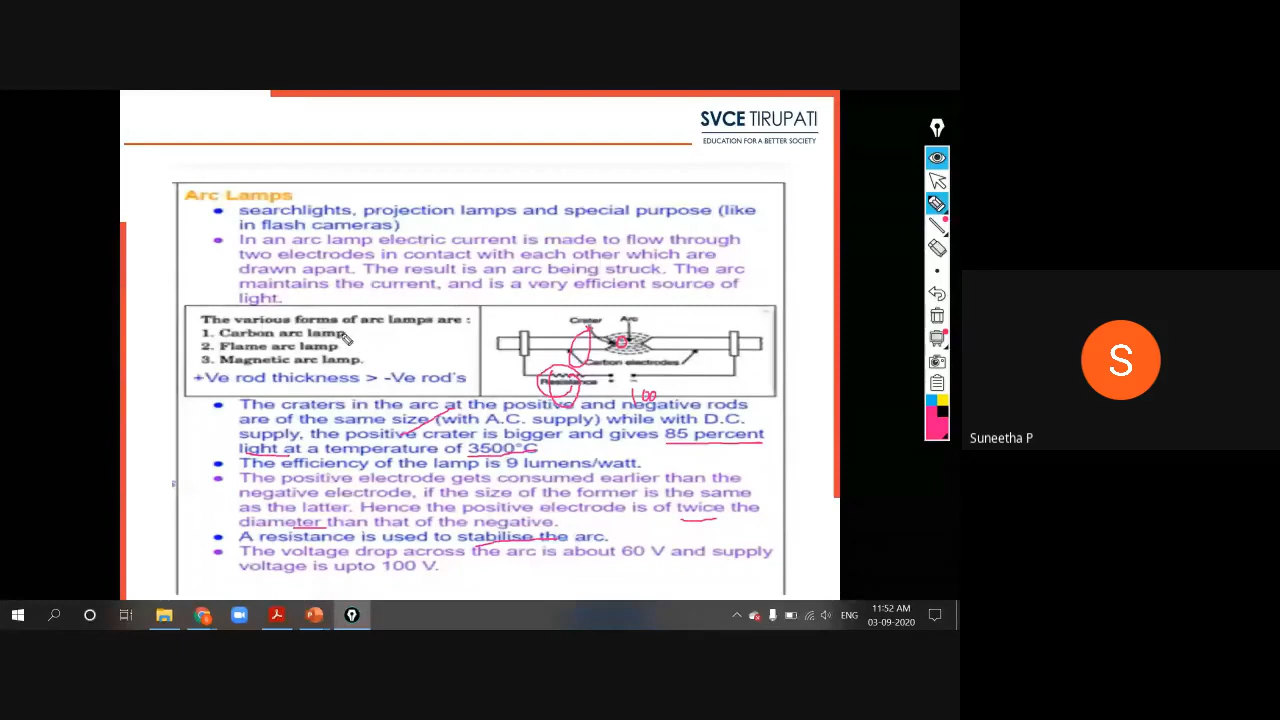 SVCE TIRUPATI
EDUCATION FOR A BETTER SOCIETY
Arc Lamps
• searchlights, projection lamps and special purpose (like
in flash cameras)
• In an arc lamp electric current is made to flow through
two electrodes in contact with each other which are
drawn apart. The result is an arc being struck. The arc
maintains the current, and is a very efficient source of
light.
The various forms of arc lamps are :
1. Carbon arc lamp
2. Flame arc lamp
3. Magnetic arc lamp.
+Ve rod thickness > -Ve rod's
Crater Arc
Carbon electrodes
Resistance
+ -
100
• The craters in the arc at the positive and negative rods
are of the same size (with A.C. supply) while with D.C.
supply, the positive crater is bigger and gives 85 percent
light at a temperature of 3500°C
• The efficiency of the lamp is 9 lumens/watt.
• The positive electrode gets consumed earlier than the
negative electrode, if the size of the former is the same
as the latter. Hence the positive electrode is of twice the
diameter than that of the negative.
• A resistance is used to stabilise the arc.
• The voltage drop across the arc is about 60 V and supply
voltage is upto 100 V.
S
Suneetha P
ENG
11:52 AM
03-09-2020